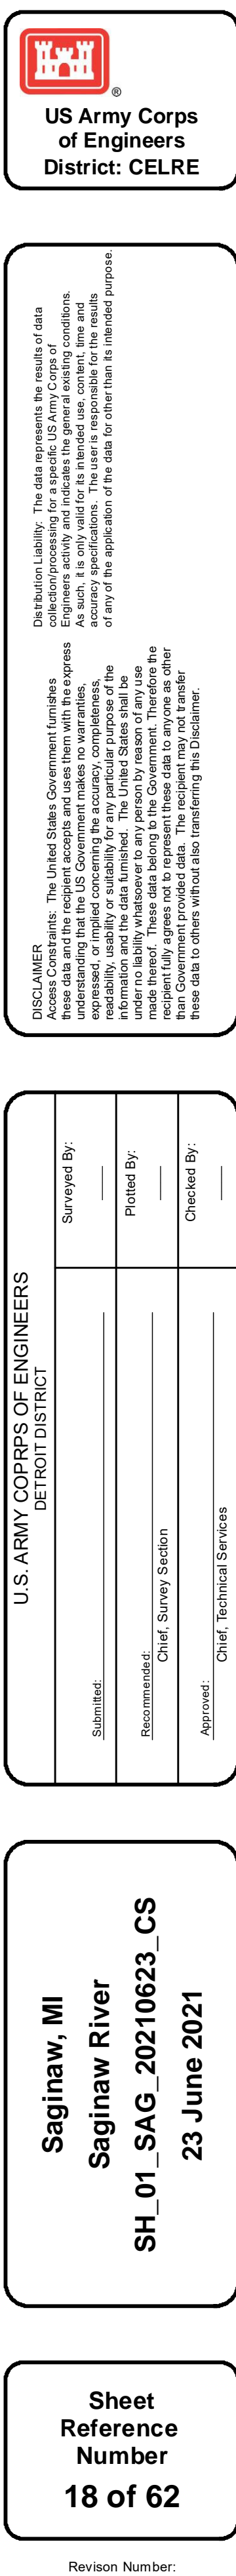 ®
US Army Corps
of Engineers
District: CELRE
DISCLAIMER
Access Constraints: The United States Government furnishes
these data and the recipient accepts and uses them with the express
understanding that the US Government makes no warranties,
expressed, or implied concerning the accuracy, completeness,
readability, usability or suitability for any particular purpose of the
information and the data furnished. The United States shall be
under no liability whatsoever to any person by reason of any use
made thereof. These data belong to the Government. Therefore the
recipient fully agrees not to represent these data to anyone as other
than Government provided data. The recipient may not transfer
these data to others without also transferring this Disclaimer.
Distribution Liability: The data represents the results of data
collection/processing for a specific US Army Corps of
Engineers activity and indicates the general existing conditions.
As such, it is only valid for its intended use, content, time and
accuracy specifications. The user is responsible for the results
of any of the application of the data for other than its intended purpose.
U.S. ARMY COPRPS OF ENGINEERS
DETROIT DISTRICT
Submitted:
Surveyed By:
Recommended:
Chief, Survey Section
Plotted By:
Approved:
Chief, Technical Services
Checked By:
Saginaw, MI
Saginaw River
SH_01_SAG_20210623_CS
23 June 2021
Sheet
Reference
Number
18 of 62
Revison Number: